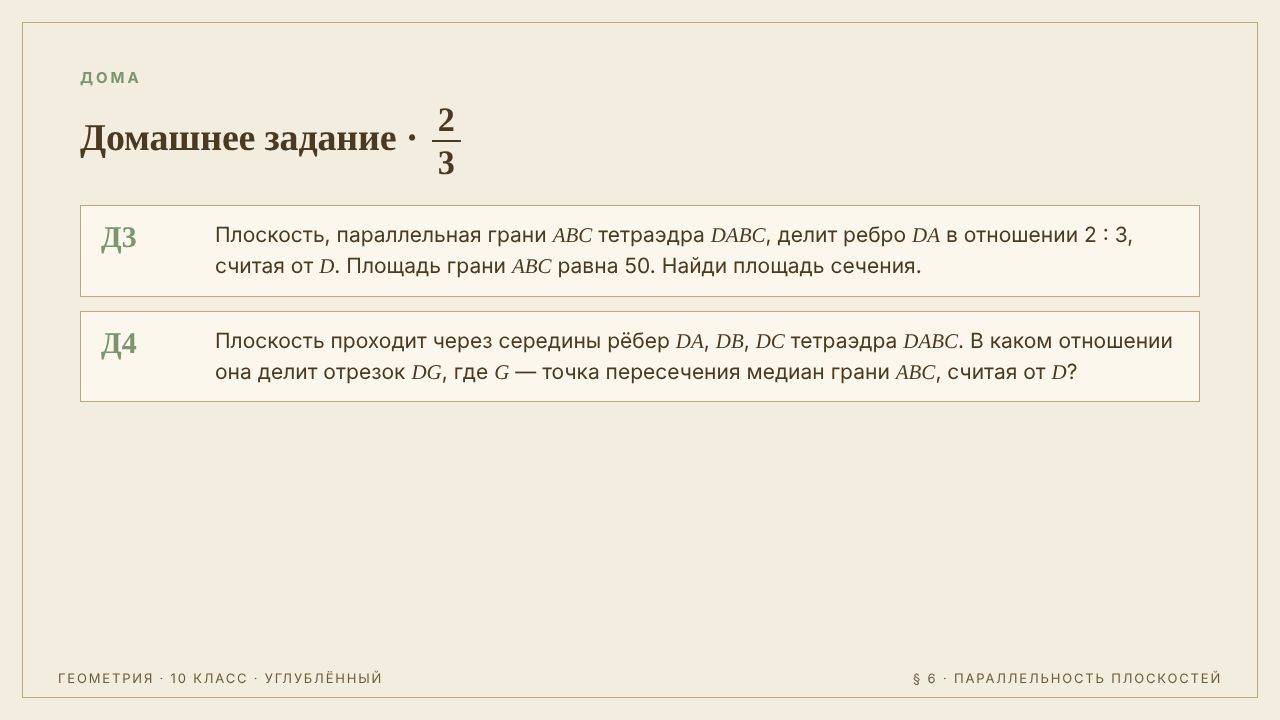 ДОМА
Домашнее задание · 2/3
Д3
Плоскость, параллельная грани ABC тетраэдра DABC, делит ребро DA в отношении 2 : 3,
считая от D. Площадь грани ABC равна 50. Найди площадь сечения.
Д4
Плоскость проходит через середины рёбер DA, DB, DC тетраэдра DABC. В каком отношении
она делит отрезок DG, где G — точка пересечения медиан грани ABC, считая от D?
ГЕОМЕТРИЯ · 10 КЛАСС · УГЛУБЛЁННЫЙ
§ 6 · ПАРАЛЛЕЛЬНОСТЬ ПЛОСКОСТЕЙ